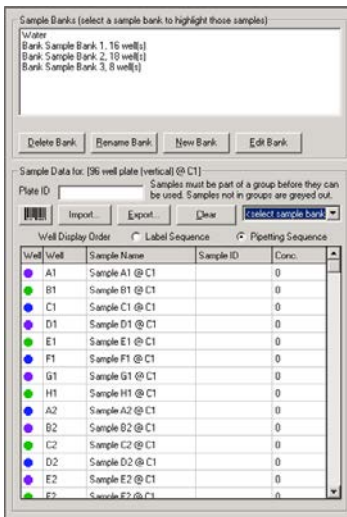 Sample Banks (select a sample bank to highlight those samples)
Water
Bank Sample Bank 1, 16 well(s)
Bank Sample Bank 2, 18 well(s)
Bank Sample Bank 3, 8 well(s)
Delete Bank Rename Bank New Bank Edit Bank
Sample Data for: [96 well plate (vertical) @ C1]
Plate ID
Samples must be part of a group before they can
be used. Samples not in groups are greyed out.
Import... Export... Clear <select sample bank
Well Display Order Label Sequence Pipetting Sequence
Well Well Sample Name Sample ID Conc.
A1 Sample A1 @ C1 0
B1 Sample B1 @ C1 0
C1 Sample C1 @ C1 0
D1 Sample D1 @ C1 0
E1 Sample E1 @ C1 0
F1 Sample F1 @ C1 0
G1 Sample G1 @ C1 0
H1 Sample H1 @ C1 0
A2 Sample A2 @ C1 0
B2 Sample B2 @ C1 0
C2 Sample C2 @ C1 0
D2 Sample D2 @ C1 0
E2 Sample E2 @ C1 0
F2 Sample F2 @ C1 0